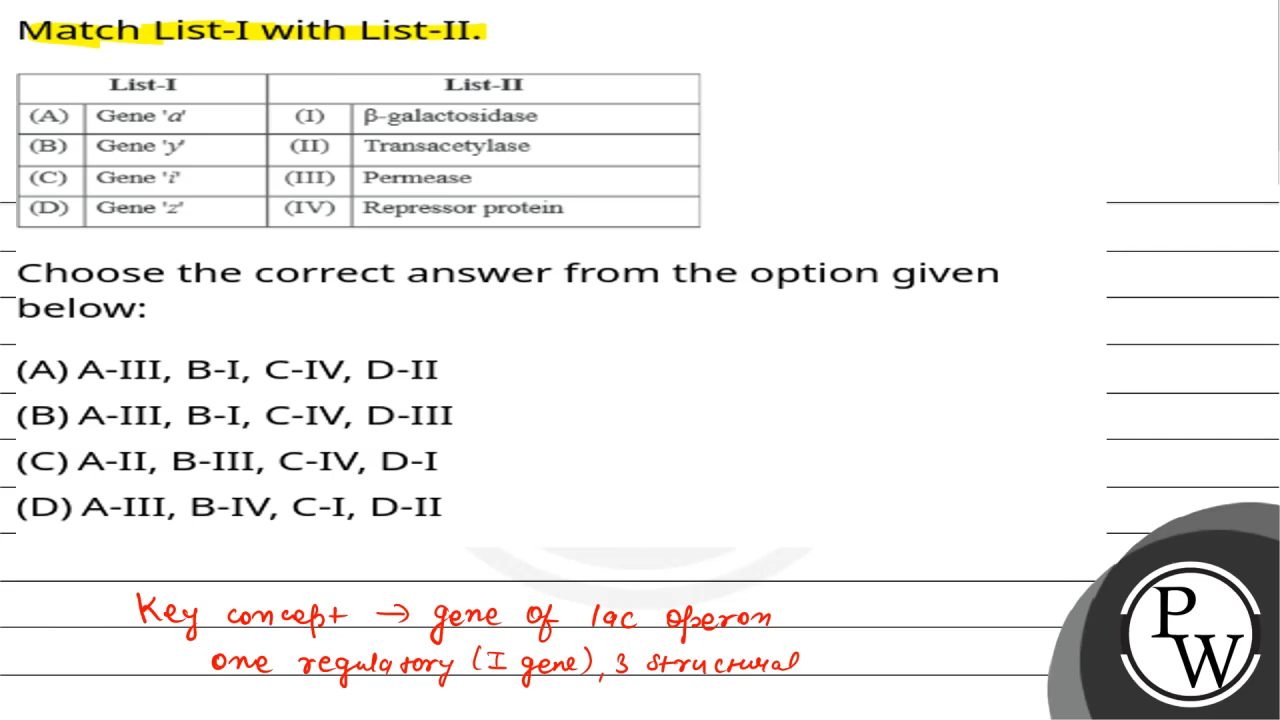 Match List-I with List-II.
List-I List-II
(A) Gene 'a' (I) β-galactosidase
(B) Gene 'y' (II) Transacetylase
(C) Gene 'i' (III) Permease
(D) Gene 'z' (IV) Repressor protein
Choose the correct answer from the option given
below:
(A) A-III, B-I, C-IV, D-II
(B) A-III, B-I, C-IV, D-III
(C) A-II, B-III, C-IV, D-I
(D) A-III, B-IV, C-I, D-II
Key concept → gene of lac operon
one regulatory (I gene), 3 structural
P
W